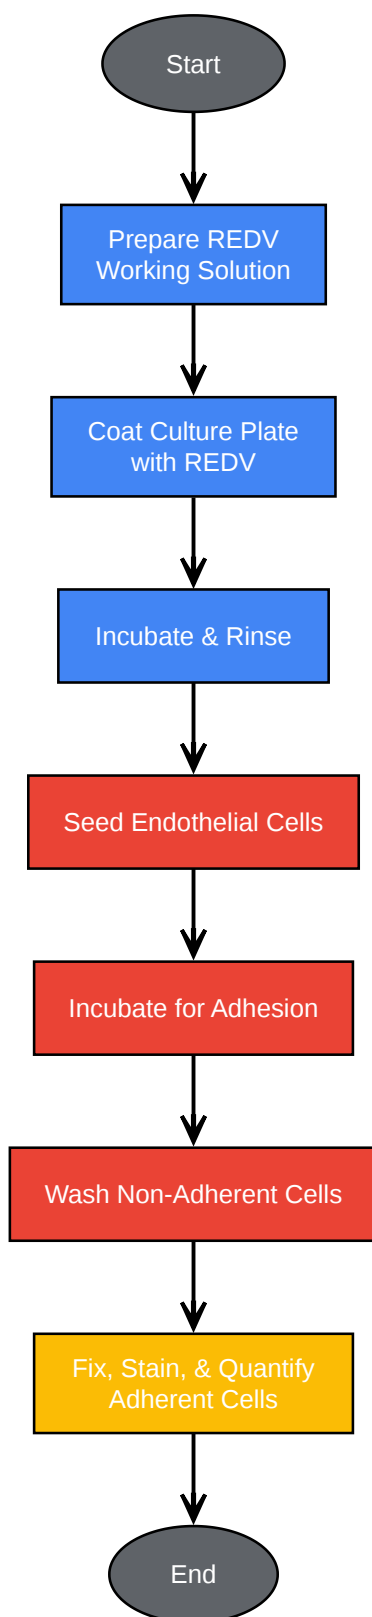 Start
Prepare REDV
Working Solution
Coat Culture Plate
with REDV
Incubate & Rinse
Seed Endothelial Cells
Incubate for Adhesion
Wash Non-Adherent Cells
Fix, Stain, & Quantify
Adherent Cells
End